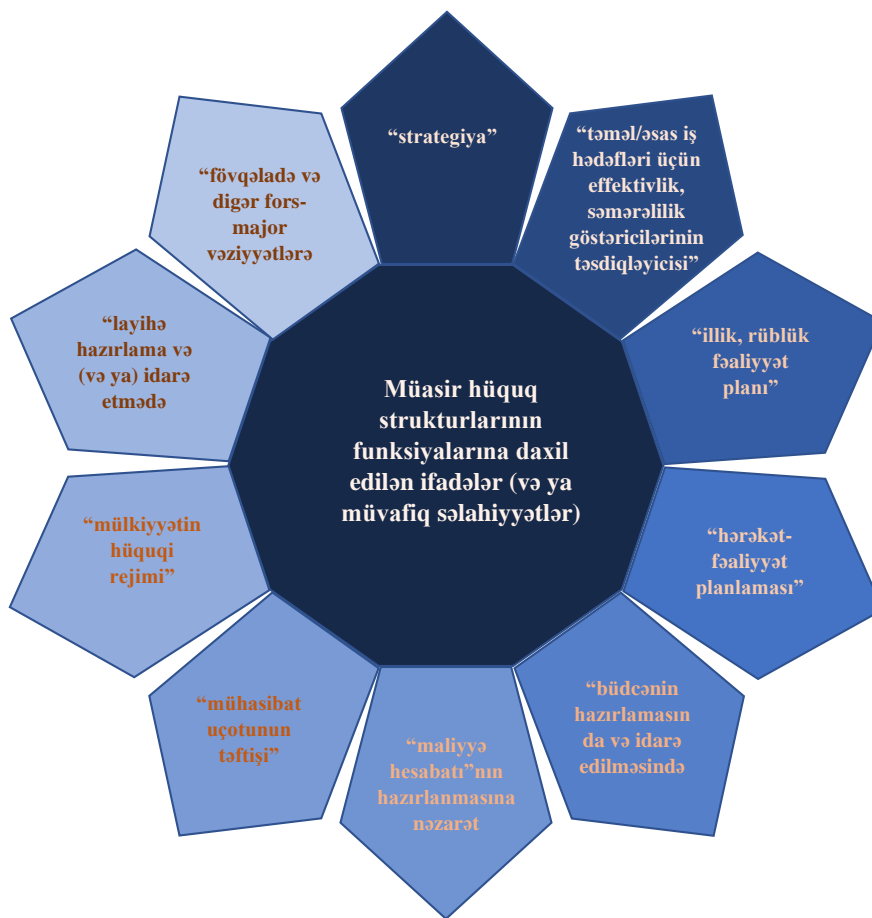 “strategiya”
“təməl/əsas iş
hədəfləri üçün
effektivlik,
səmərəlilik
göstəricilərinin
təsdiqləyicisi”
“illik, rüblük
fəaliyyət
planı”
“hərəkət-
fəaliyyət
planlaması”
“büdcənin
hazırlamasın
da və idarə
edilməsində
“maliyyə
hesabatı”nın
hazırlanmasına
nəzarət
“mühasibat
uçotunun
təftişi”
“mülkiyyətin
hüquqi
rejimi”
“layihə
hazırlama və
(və ya) idarə
etmədə
“fövqəladə və
digər fors-
major
vəziyyətlərə
Müasir hüquq
strukturlarının
funksiyalarına daxil
edilən ifadələr (və ya
müvafiq səlahiyyətlər)